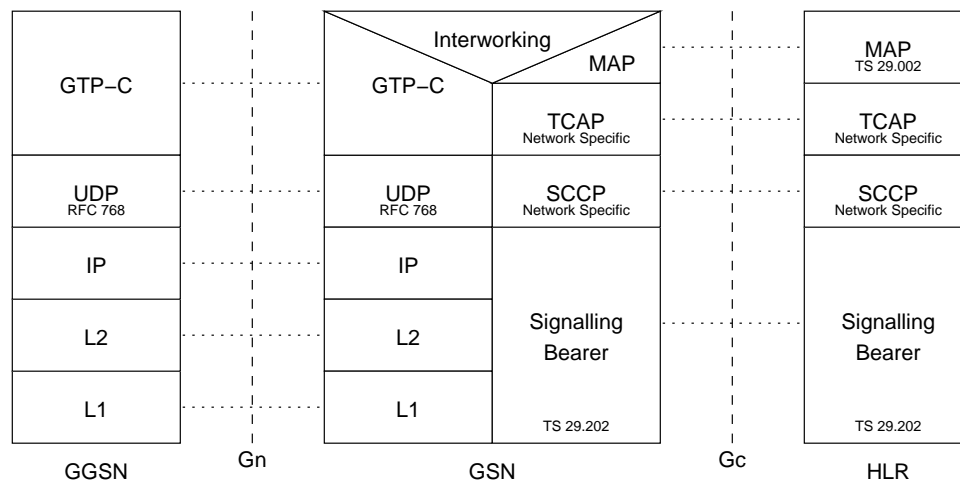 Interworking
MAP
MAP
TS 29.002
GTP−C
GTP−C
TCAP
Network Specific
TCAP
Network Specific
UDP
RFC 768
UDP
RFC 768
SCCP
Network Specific
SCCP
Network Specific
IP
IP
L2
L2
Signalling
Bearer
Signalling
Bearer
L1
L1
TS 29.202
TS 29.202
GGSN
Gn
GSN
Gc
HLR